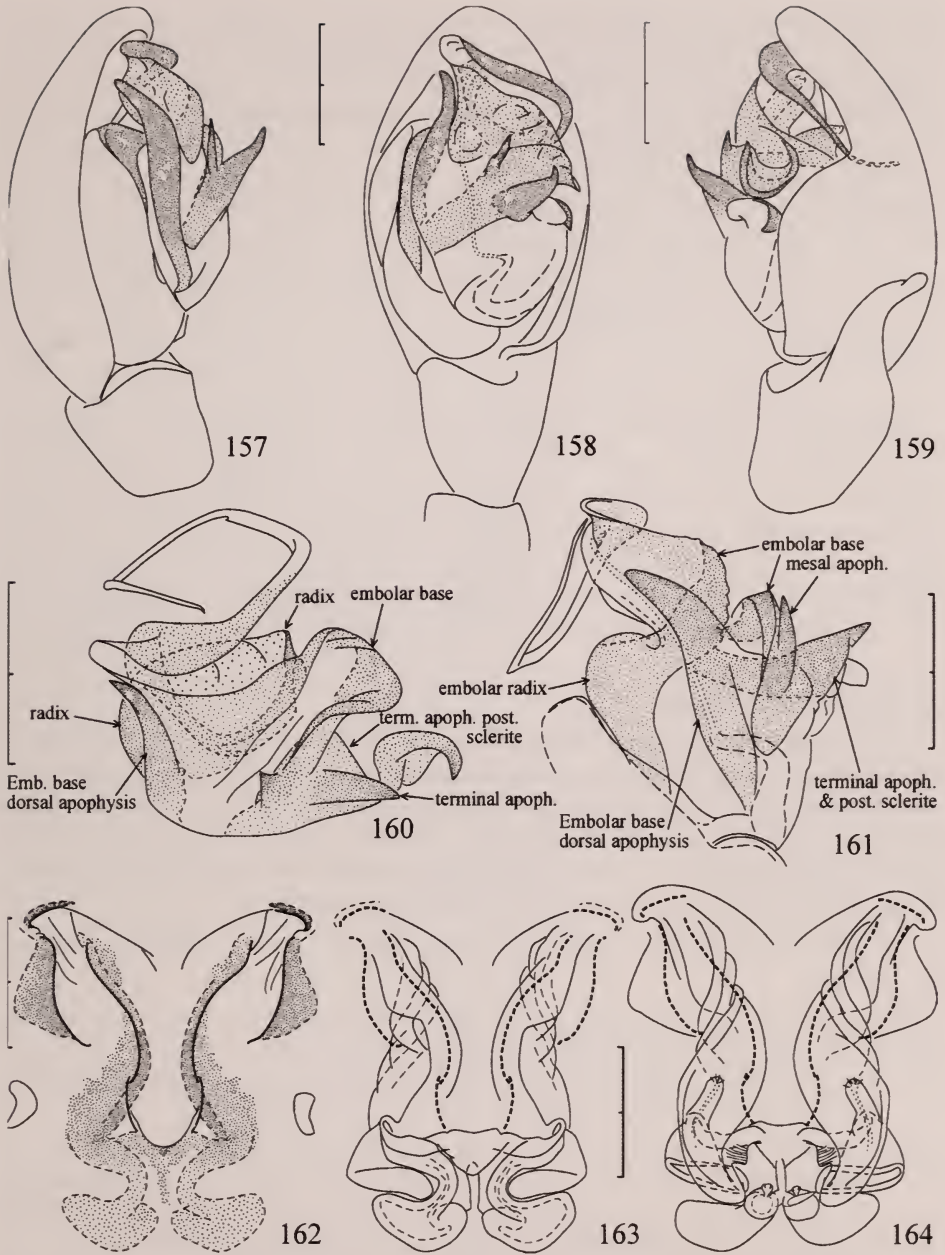 157
158
159
radix
embolar base
radix
term. apoph. post.
sclerite
Emb. base
dorsal apophysis
terminal apoph.
160
embolar base
mesal apoph.
embolar radix
terminal apoph.
& post. sclerite
Embolar base
dorsal apophysis
161
162
163
164